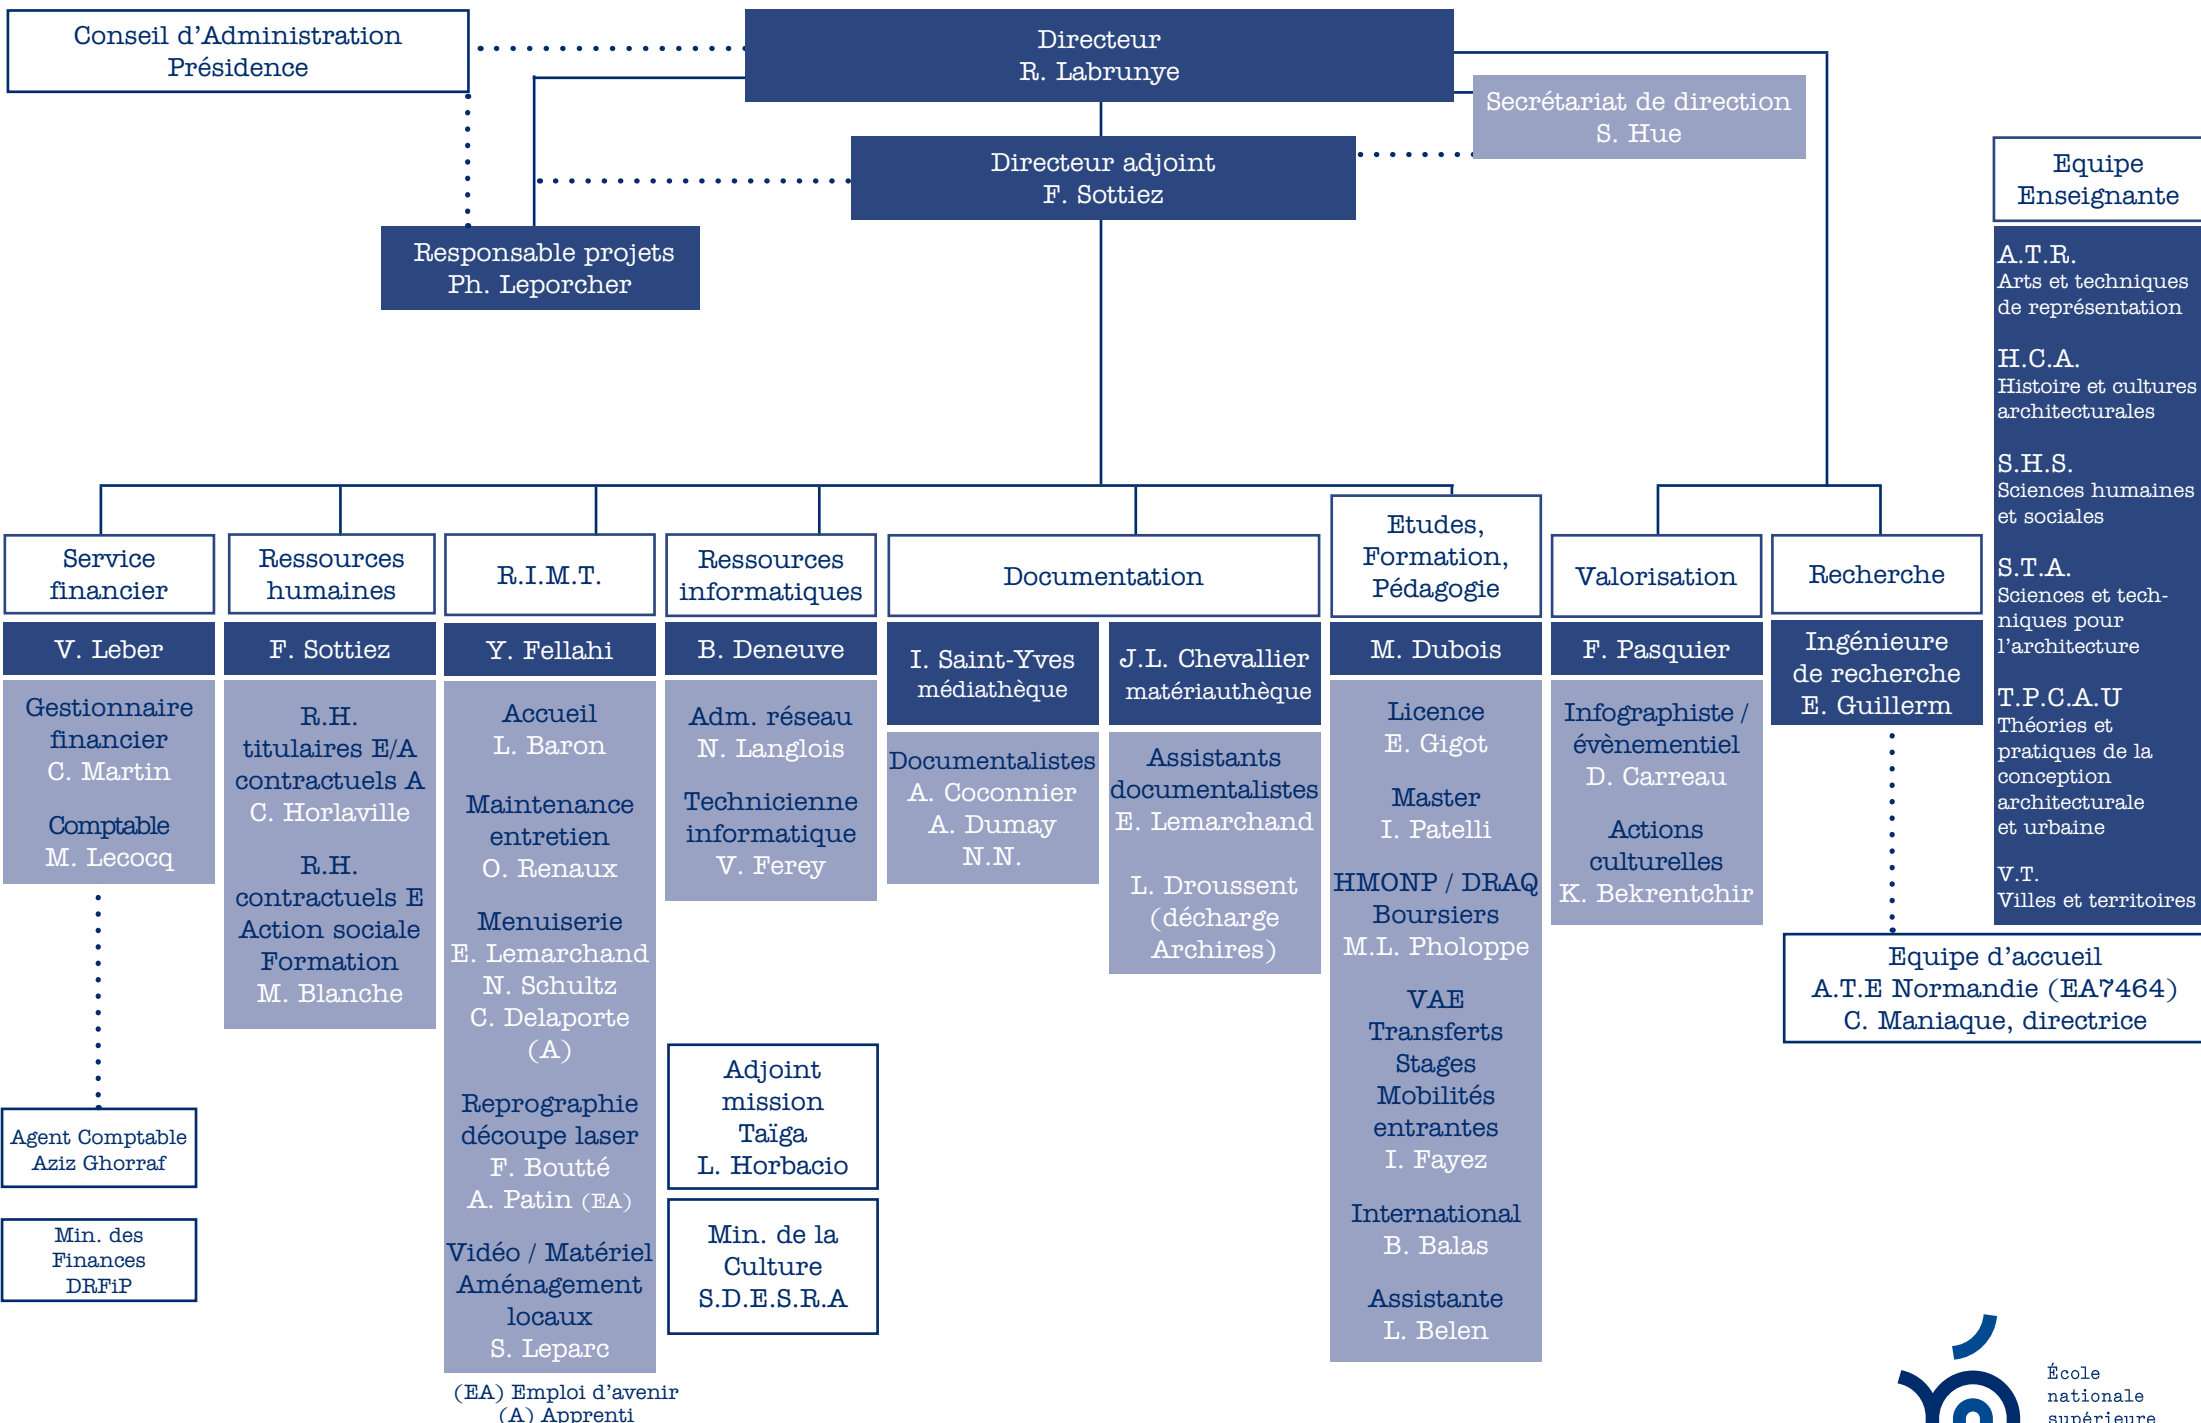 Conseil d'Administration
Présidence
Directeur
R. Labrunye
Secrétariat de direction
S. Hue
Directeur adjoint
F. Sottiez
Responsable projets
Ph. Leporcher
Equipe
Enseignante
A.T.R.
Arts et techniques
de représentation
H.C.A.
Histoire et cultures
architecturales
S.H.S.
Sciences humaines
et sociales
S.T.A.
Sciences et tech-
niques pour
l'architecture
T.P.C.A.U
Théories et
pratiques de la
conception
architecturale
et urbaine
V.T.
Villes et territoires
Service
financier
V. Leber
Gestionnaire
financier
C. Martin
Comptable
M. Lecocq
Agent Comptable
Aziz Ghorraf
Min. des
Finances
DRFiP
Ressources
humaines
F. Sottiez
R.H.
titulaires E/A
contractuels A
C. Horlaville
R.H.
contractuels E
Action sociale
Formation
M. Blanche
R.I.M.T.
Y. Fellahi
Accueil
L. Baron
Maintenance
entretien
O. Renaux
Menuiserie
E. Lemarchand
N. Schultz
C. Delaporte
(A)
Reprographie
découpe laser
F. Boutté
A. Patin (EA)
Vidéo / Matériel
Aménagement
locaux
S. Leparc
(EA) Emploi d'avenir
(A) Apprenti
Ressources
informatiques
B. Deneuve
Adm. réseau
N. Langlois
Technicienne
informatique
V. Ferey
Adjoint
mission
Taïga
L. Horbacio
Min. de la
Culture
S.D.E.S.R.A
Documentation
I. Saint-Yves
médiathèque
Documentalistes
A. Coconnier
A. Dumay
N.N.
J.L. Chevallier
matériauthèque
Assistants
documentalistes
E. Lemarchand
L. Droussent
(décharge
Archires)
Etudes,
Formation,
Pédagogie
M. Dubois
Licence
E. Gigot
Master
I. Patelli
HMONP / DRAQ
Boursiers
M.L. Pholoppe
VAE
Transferts
Stages
Mobilités
entrantes
I. Fayez
International
B. Balas
Assistante
L. Belen
Valorisation
F. Pasquier
Infographiste /
évènementiel
D. Carreau
Actions
culturelles
K. Bekrentchir
Recherche
Ingénieure
de recherche
E. Guillerm
Equipe d'accueil
A.T.E Normandie (EA7464)
C. Maniaque, directrice
École
nationale
supérieure